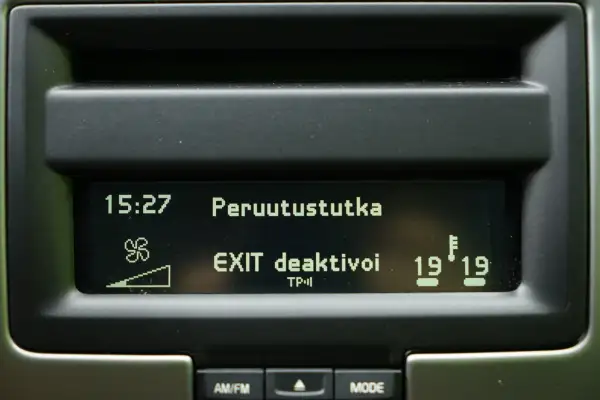 15:27 Peruutustutka
EXIT deaktivoi 19 19
TP
AM/FM MODE